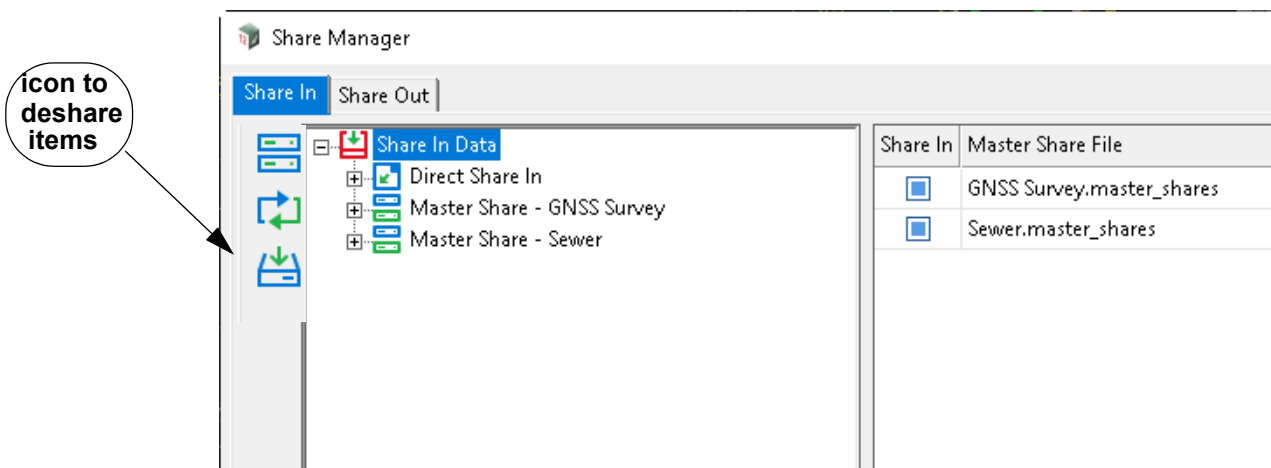 Share Manager
icon to
deshare
items
Share In
Share Out
Share In Data
Direct Share In
Master Share - GNSS Survey
Master Share - Sewer
Share In
Master Share File
GNSS Survey.master_shares
Sewer.master_shares